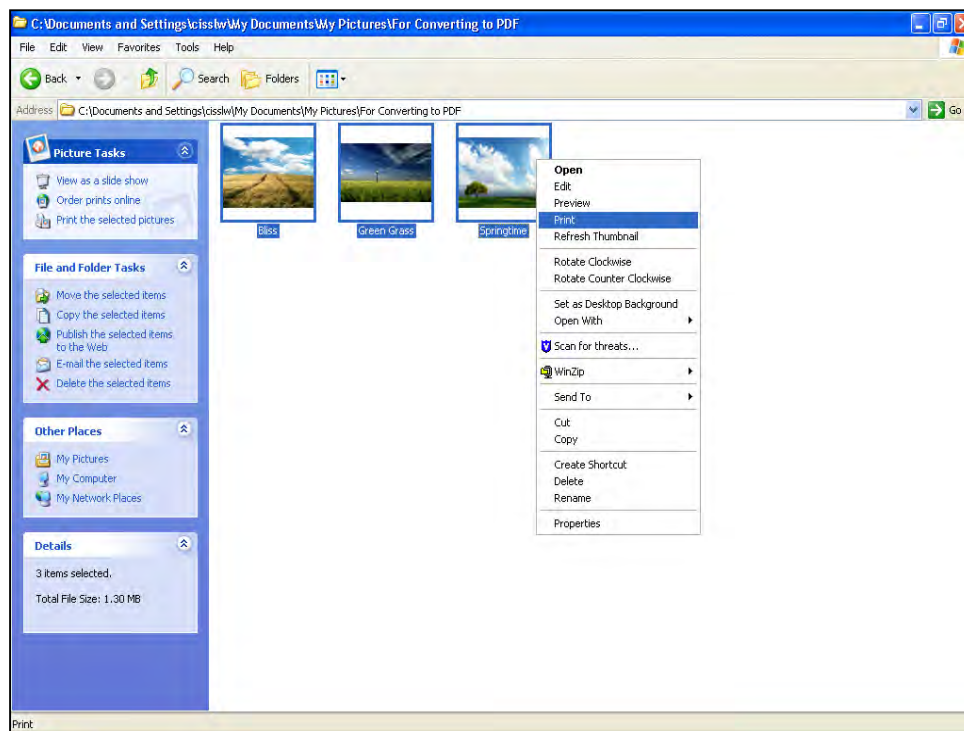 C:\Documents and Settings\cisslw\My Documents\My Pictures\For Converting to PDF
File Edit View Favorites Tools Help
Back Search Folders
Address C:\Documents and Settings\cisslw\My Documents\My Pictures\For Converting to PDF Go
Picture Tasks
View as a slide show
Order prints online
Print the selected pictures
File and Folder Tasks
Move the selected items
Copy the selected items
Publish the selected items
to the Web
E-mail the selected items
Delete the selected items
Other Places
My Pictures
My Computer
My Network Places
Details
3 items selected.
Total File Size: 1.30 MB
Bliss Green Grass Springtime
Open
Edit
Preview
Print
Refresh Thumbnail
Rotate Clockwise
Rotate Counter Clockwise
Set as Desktop Background
Open With
Scan for threats...
WinZip
Send To
Cut
Copy
Create Shortcut
Delete
Rename
Properties
Print